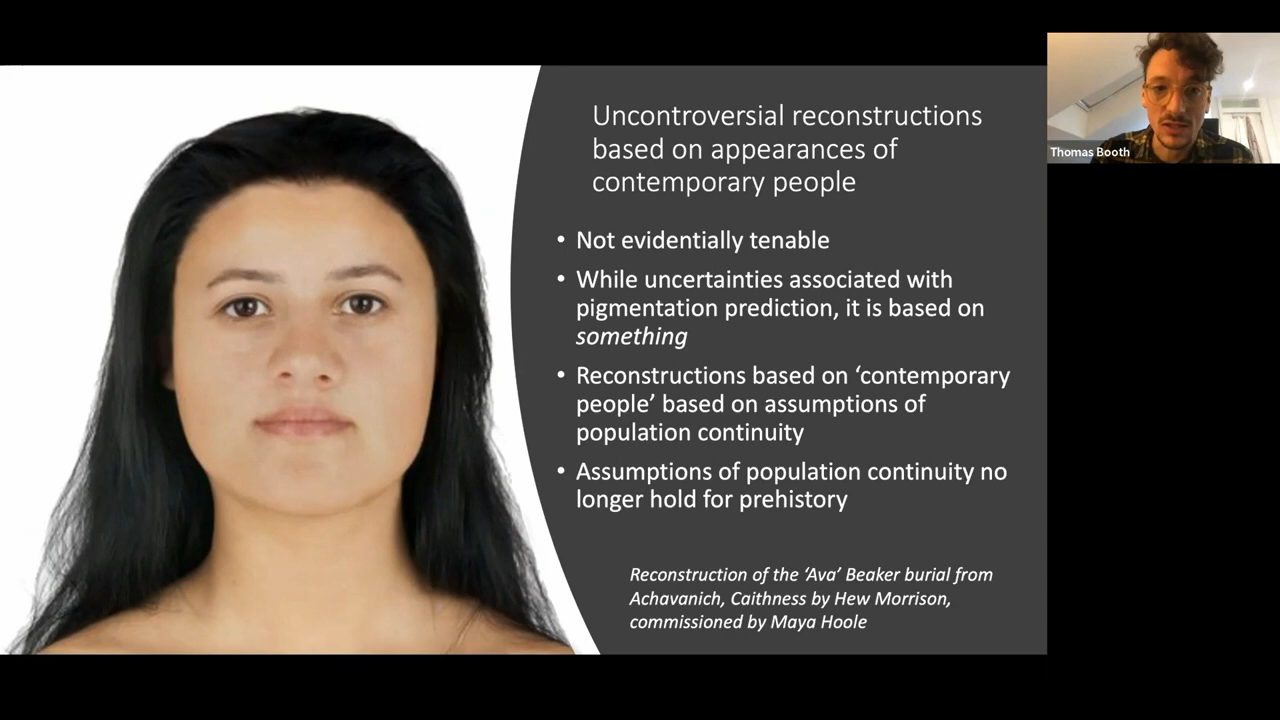 Uncontroversial reconstructions
based on appearances of
contemporary people
• Not evidentially tenable
• While uncertainties associated with
pigmentation prediction, it is based on
something
• Reconstructions based on ‘contemporary
people’ based on assumptions of
population continuity
• Assumptions of population continuity no
longer hold for prehistory
Reconstruction of the ‘Ava’ Beaker burial from
Achavanich, Caithness by Hew Morrison,
commissioned by Maya Hoole
Thomas Booth